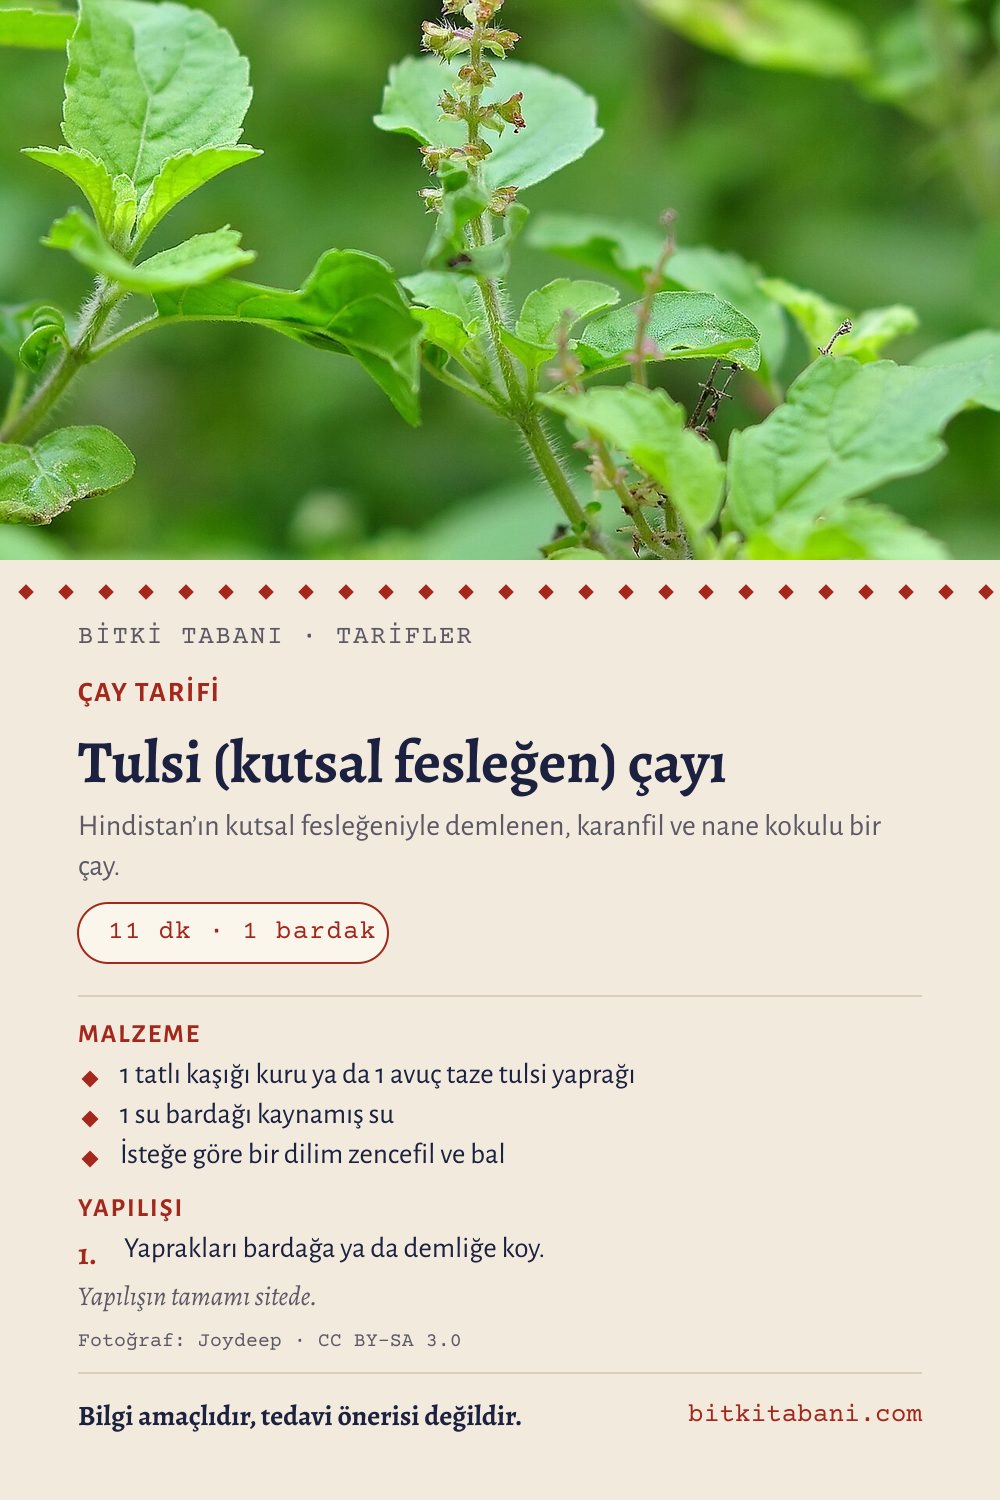 BİTKİ TABANI · TARİFLER
ÇAY TARİFİ
Tulsi (kutsal fesleğen) çayı
Hindistan’ın kutsal fesleğeniyle demlenen, karanfil ve nane kokulu bir
çay.
11 dk · 1 bardak
MALZEME
1 tatlı kaşığı kuru ya da 1 avuç taze tulsi yaprağı
1 su bardağı kaynamış su
İsteğe göre bir dilim zencefil ve bal
YAPILIŞI
1. Yaprakları bardağa ya da demliğe koy.
Yapılışın tamamı sitede.
Fotoğraf: Joydeep · CC BY-SA 3.0
Bilgi amaçlıdır, tedavi önerisi değildir. bitkitabani.com